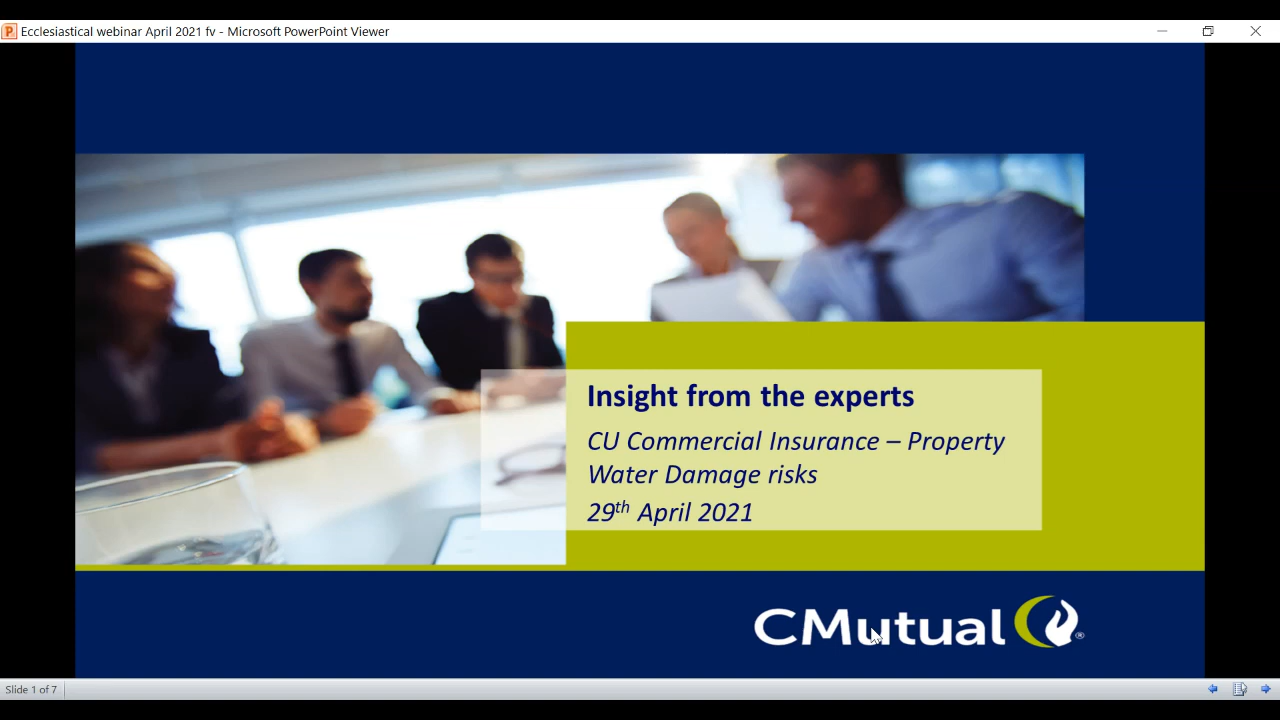 Ecclesiastical webinar April 2021 fv - Microsoft PowerPoint Viewer
Insight from the experts
CU Commercial Insurance – Property
Water Damage risks
29th April 2021
CMutual®
Slide 1 of 7